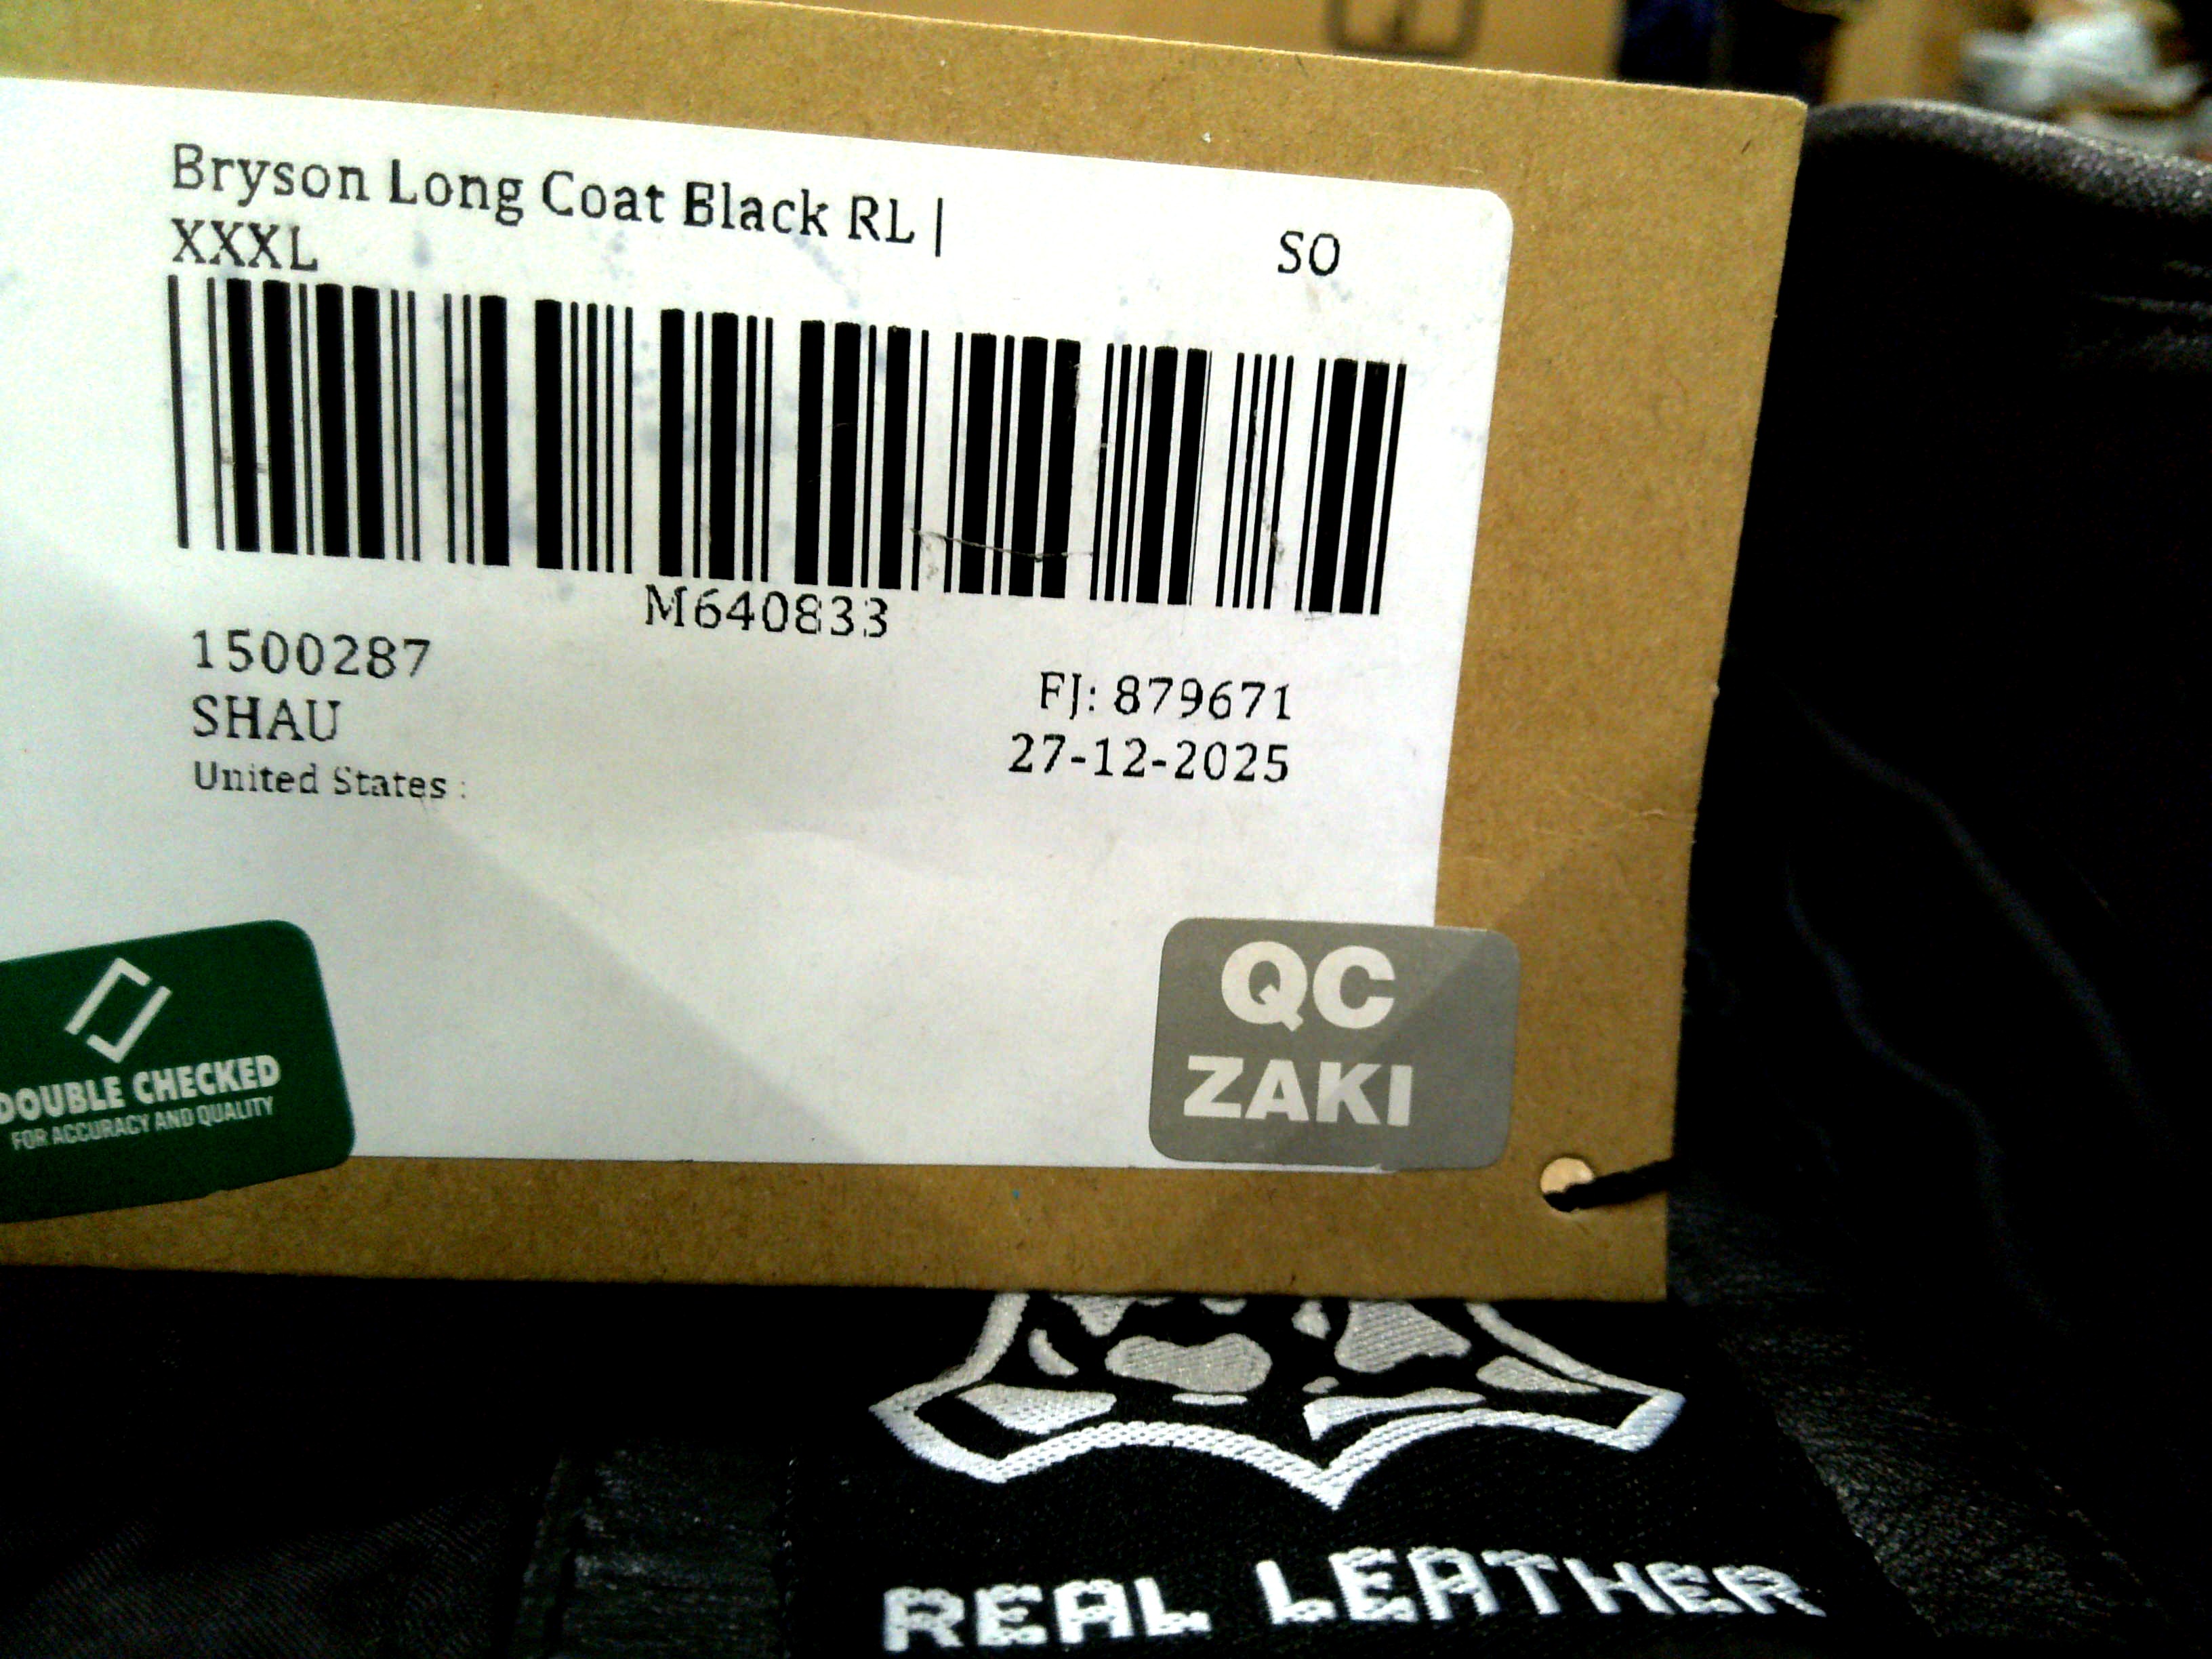 Bryson Long Coat Black RL |
XXXL
SO
M640833
1500287
SHAU
United States :
FJ: 879671
27-12-2025
DOUBLE CHECKED
FOR ACCURACY AND QUALITY
QC
ZAKI
REAL LEATHER